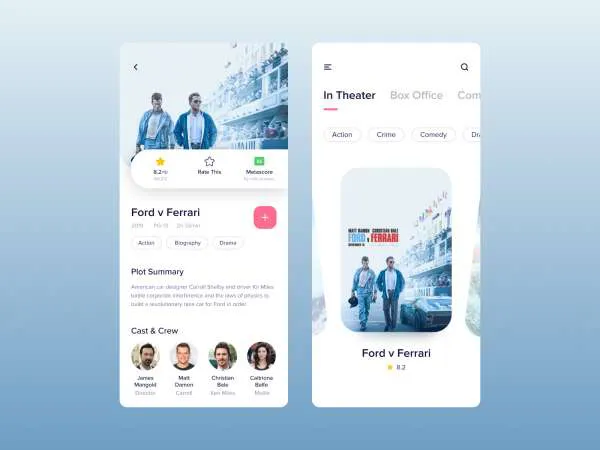 8.2/10
Rate This
Metascore
Ford v Ferrari
2019 PG-13 2h 32min
Action Biography Drama
Plot Summary
American car designer Carroll Shelby and driver Kn Miles
battle corporate interference and the laws of physics to
build a revolutionary race car for Ford in order.
Cast & Crew
James
Mangold
Director
Matt
Damon
Carroll
Christian
Bale
Ken Miles
Caitriona
Balfe
Mollie
In Theater Box Office Com
Action Crime Comedy Dra
MATT DAMON CHRISTIAN BALE
FORD v FERRARI
Ford v Ferrari
8.2